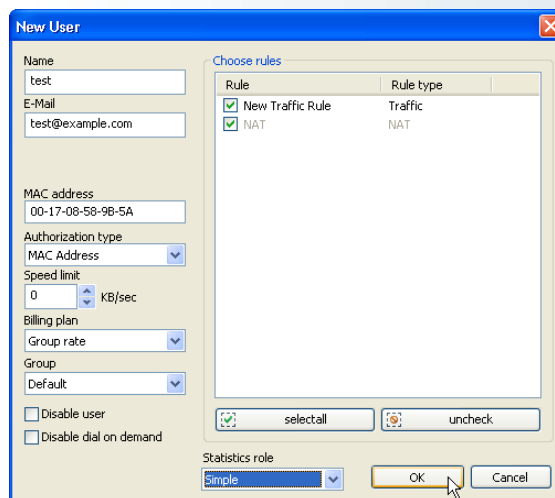 New User
Name
test
E-Mail
test@example.com
MAC address
00-17-08-58-9B-5A
Authorization type
MAC Address
Speed limit
0 KB/sec
Billing plan
Group rate
Group
Default
Disable user
Disable dial on demand
Choose rules
Rule Rule type
New Traffic Rule Traffic
NAT NAT
selectall uncheck
Statistics role
Simple OK Cancel